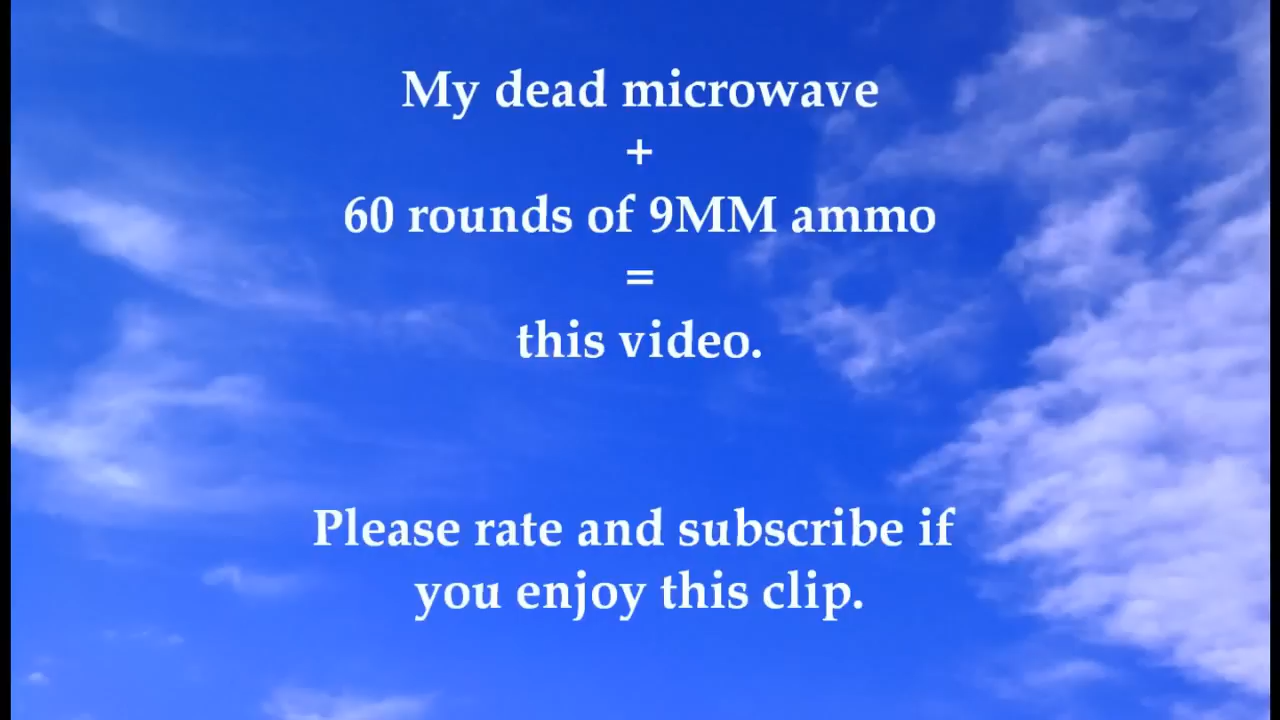 My dead microwave
+
60 rounds of 9MM ammo
=
this video.
Please rate and subscribe if
you enjoy this clip.